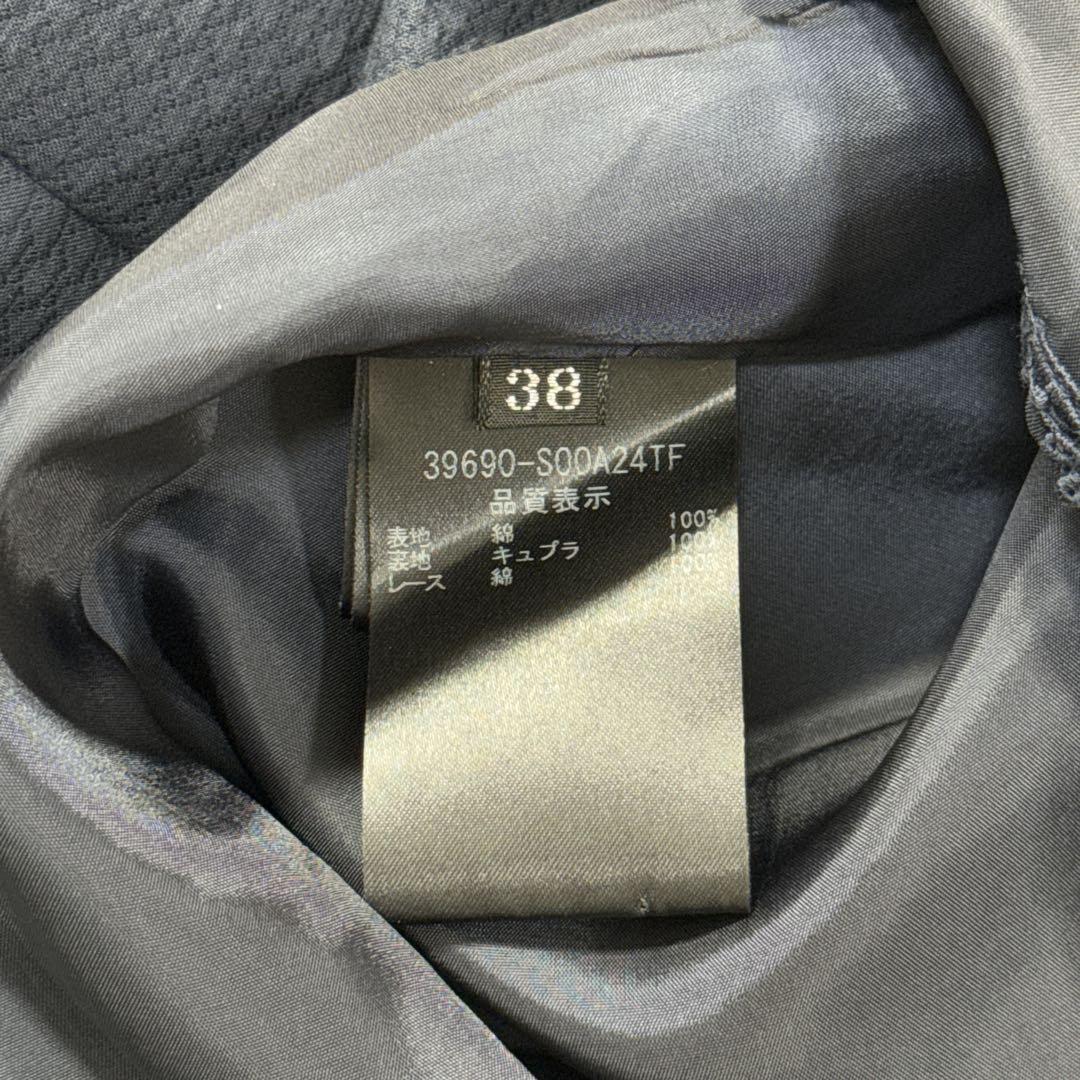 38
39690-S00A24TF
品質表示
表地 綿 100%
裏地 キュプラ 100%
レース 綿 100%